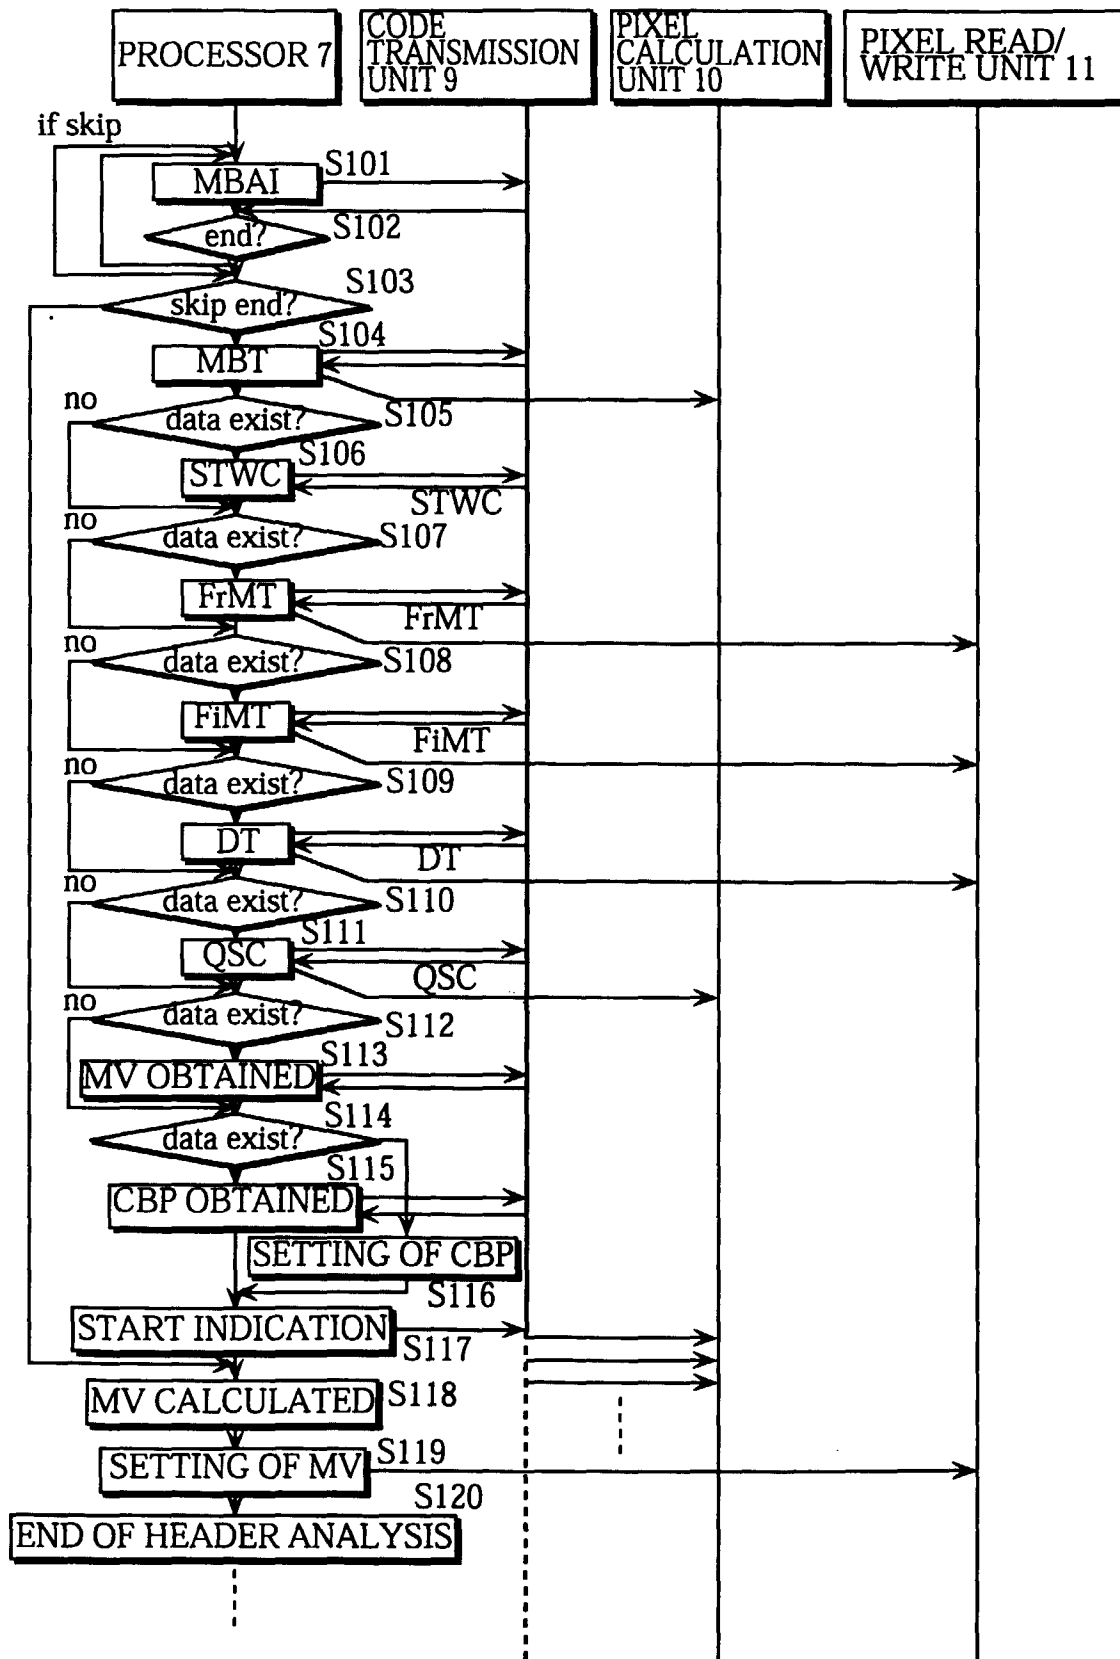 PROCESSOR 7
CODE
TRANSMISSION
UNIT 9
PIXEL
CALCULATION
UNIT 10
PIXEL READ/
WRITE UNIT 11
if skip
MBAI
S101
end?
S102
skip end?
S103
MBT
S104
no
data exist?
S105
STWC
S106
STWC
no
data exist?
S107
FrMT
FrMT
no
data exist?
S108
FiMT
FiMT
no
data exist?
S109
DT
DT
no
data exist?
S110
QSC
S111
QSC
no
data exist?
S112
MV OBTAINED
S113
data exist?
S114
CBP OBTAINED
S115
SETTING OF CBP
S116
START INDICATION
S117
MV CALCULATED
S118
SETTING OF MV
S119
END OF HEADER ANALYSIS
S120